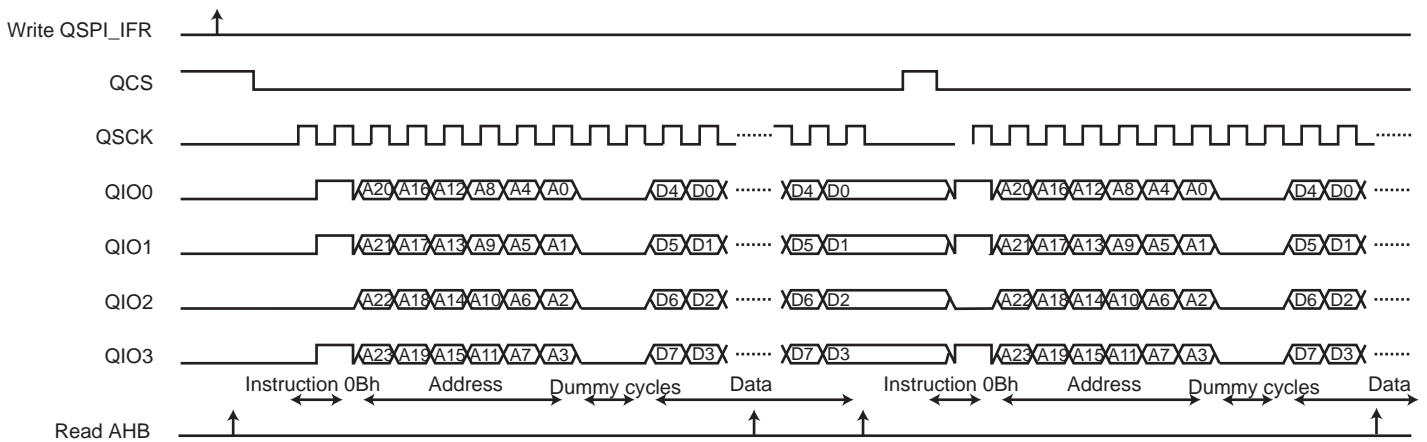 Write QSPI_IFR
QCS
QSCK
QIO0 A20 A16 A12 A8 A4 A0 D4 D0 D4 D0 A20 A16 A12 A8 A4 A0 D4 D0
QIO1 A21 A17 A13 A9 A5 A1 D5 D1 D5 D1 A21 A17 A13 A9 A5 A1 D5 D1
QIO2 A22 A18 A14 A10 A6 A2 D6 D2 D6 D2 A22 A18 A14 A10 A6 A2 D6 D2
QIO3 A23 A19 A15 A11 A7 A3 D7 D3 D7 D3 A23 A19 A15 A11 A7 A3 D7 D3
Instruction 0Bh Address Dummy cycles Data Instruction 0Bh Address Dummy cycles Data
Read AHB